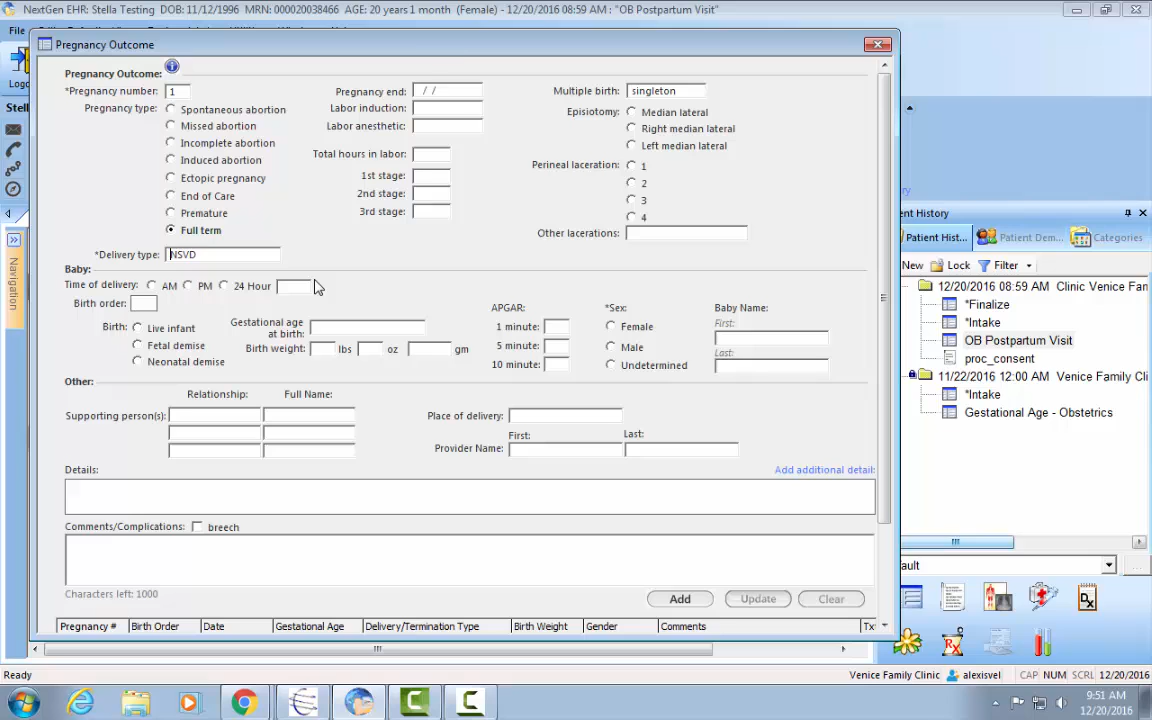 NextGen EHR: Stella Testing DOB: 11/12/1996 MRN: 000020038466 AGE: 20 years 1 month (Female) - 12/20/2016 08:59 AM : "OB Postpartum Visit"
File
Logo
Stell
Navigation
Pregnancy Outcome
Pregnancy Outcome:
*Pregnancy number: 1
Pregnancy type:
Spontaneous abortion
Missed abortion
Incomplete abortion
Induced abortion
Ectopic pregnancy
End of Care
Premature
Full term
Pregnancy end: / /
Labor induction:
Labor anesthetic:
Total hours in labor:
1st stage:
2nd stage:
3rd stage:
Multiple birth: singleton
Episiotomy:
Median lateral
Right median lateral
Left median lateral
Perineal laceration: 1
2
3
4
Other lacerations:
*Delivery type: NSVD
Baby:
Time of delivery: AM PM 24 Hour
Birth order:
Birth: Live infant
Fetal demise
Neonatal demise
Gestational age
at birth:
Birth weight: lbs oz gm
APGAR:
1 minute:
5 minute:
10 minute:
*Sex:
Female
Male
Undetermined
Baby Name:
First:
Last:
Other:
Relationship: Full Name:
Supporting person(s):
Place of delivery:
First: Last:
Provider Name:
Details:
Add additional detail:
Comments/Complications: breech
Characters left: 1000
Add Update Clear
Pregnancy # Birth Order Date Gestational Age Delivery/Termination Type Birth Weight Gender Comments Tx
ent History
Patient Hist... Patient Dem... Categories
New Lock Filter
12/20/2016 08:59 AM Clinic Venice Fam
*Finalize
*Intake
OB Postpartum Visit
proc_consent
11/22/2016 12:00 AM Venice Family Cli
*Intake
Gestational Age - Obstetrics
ault
...
Rx
Dx
Ready
Venice Family Clinic alexisvel CAP NUM SCRL 12/20/2016
9:51 AM
12/20/2016